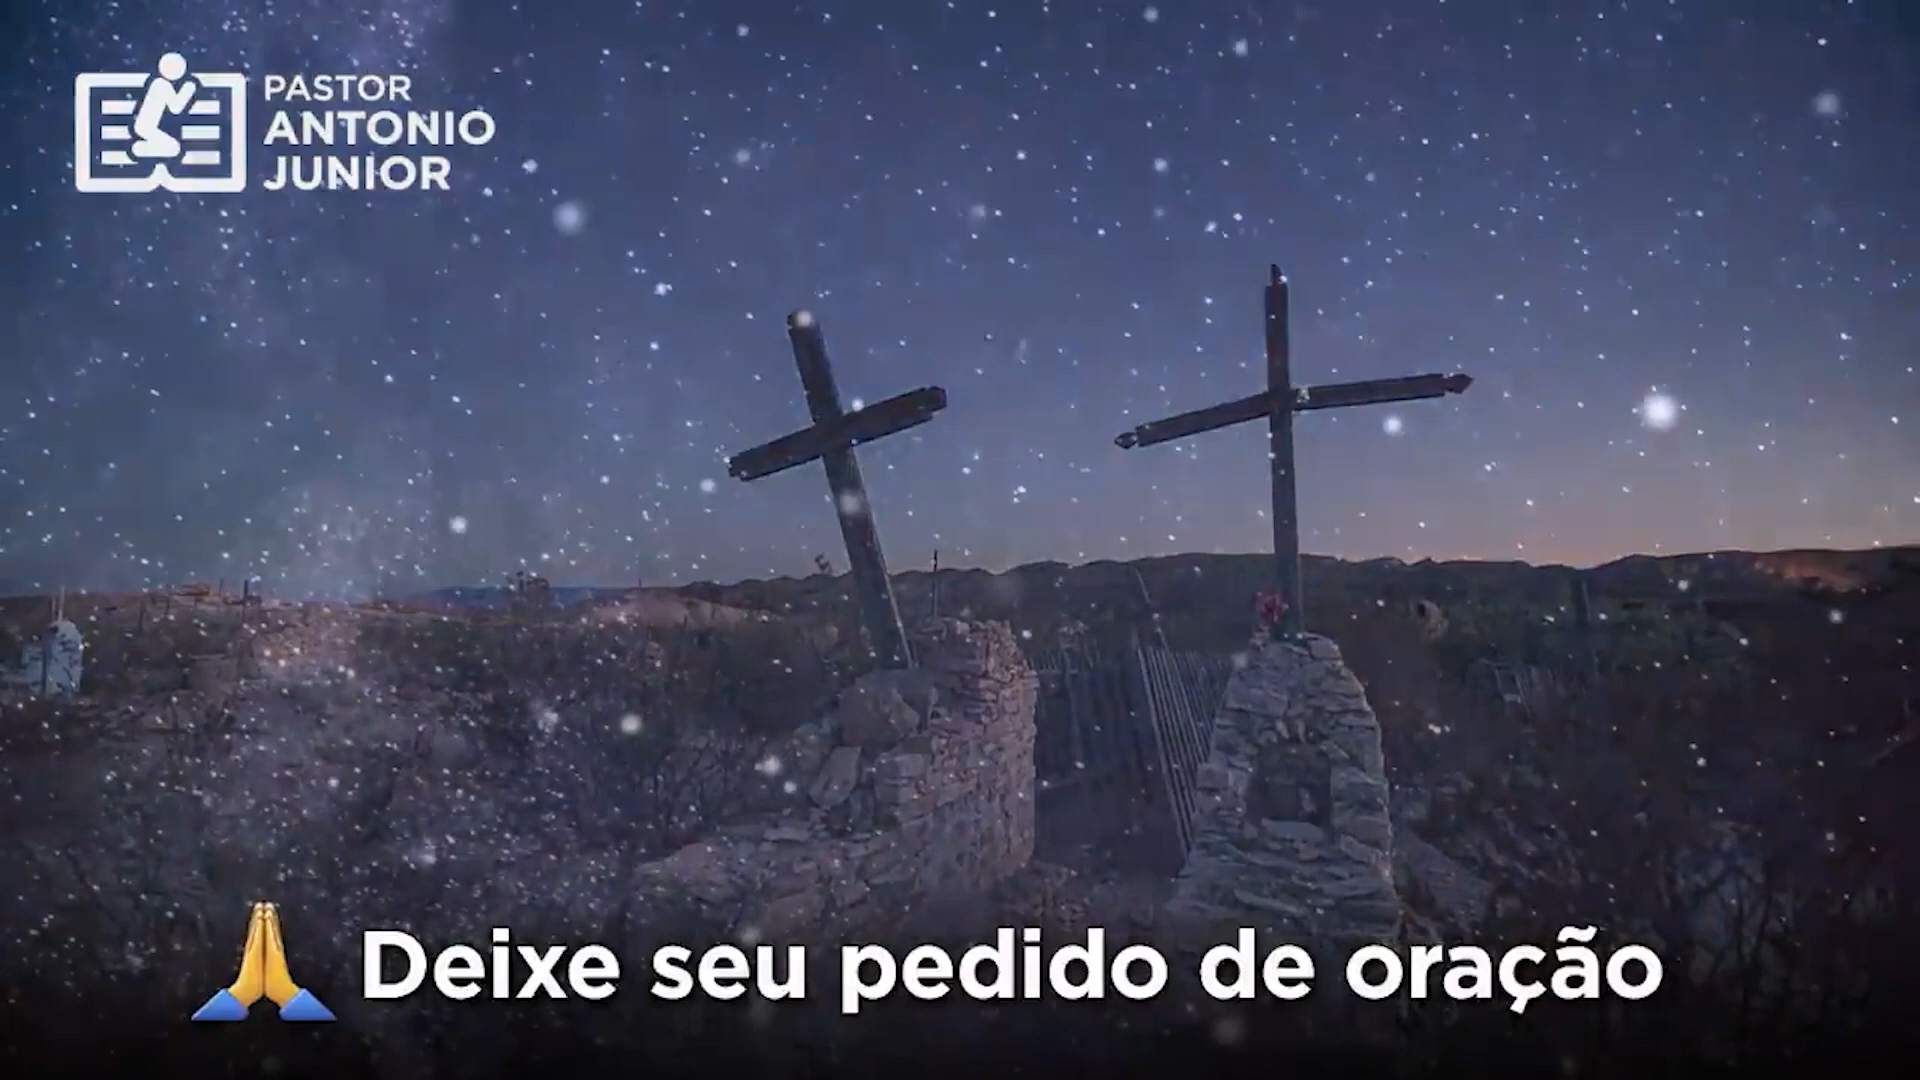 PASTOR
ANTONIO
JUNIOR
🙏 Deixe seu pedido de oração